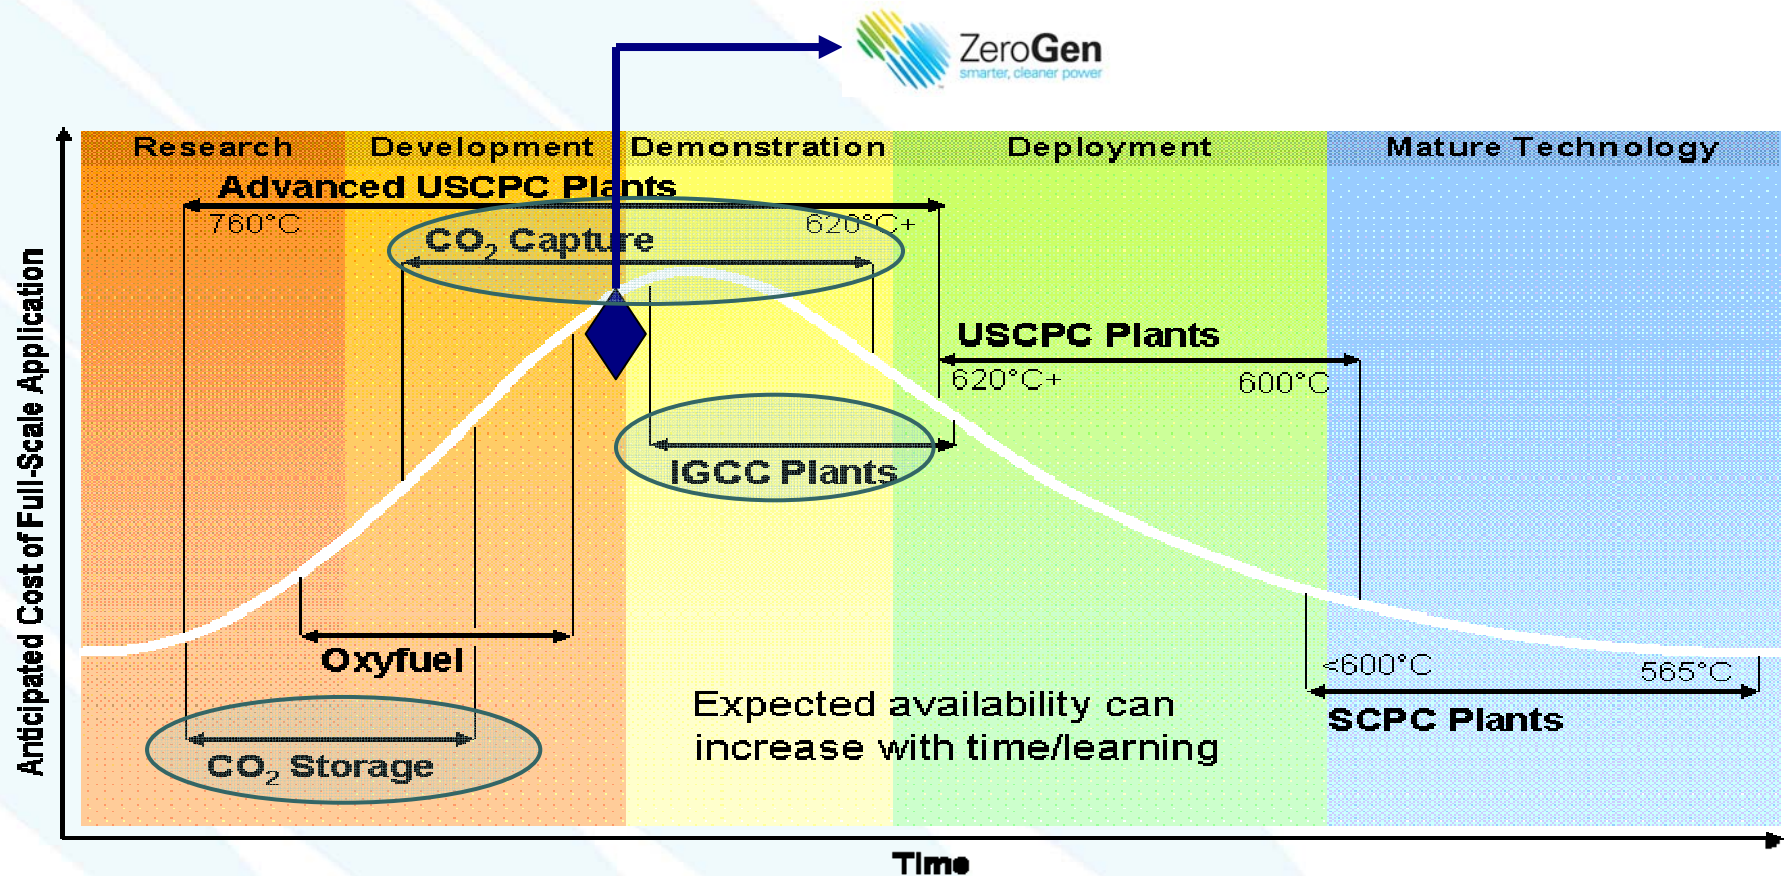 ZeroGen
smarter, cleaner power
Research
Development
Demonstration
Deployment
Mature Technology
Advanced USCPC Plants
760°C
620°C+
CO₂ Capture
USCPC Plants
620°C+
600°C
IGCC Plants
Oxyfuel
<600°C
565°C
SCPC Plants
CO₂ Storage
Expected availability can
increase with time/learning
Anticipated Cost of Full-Scale Application
Time